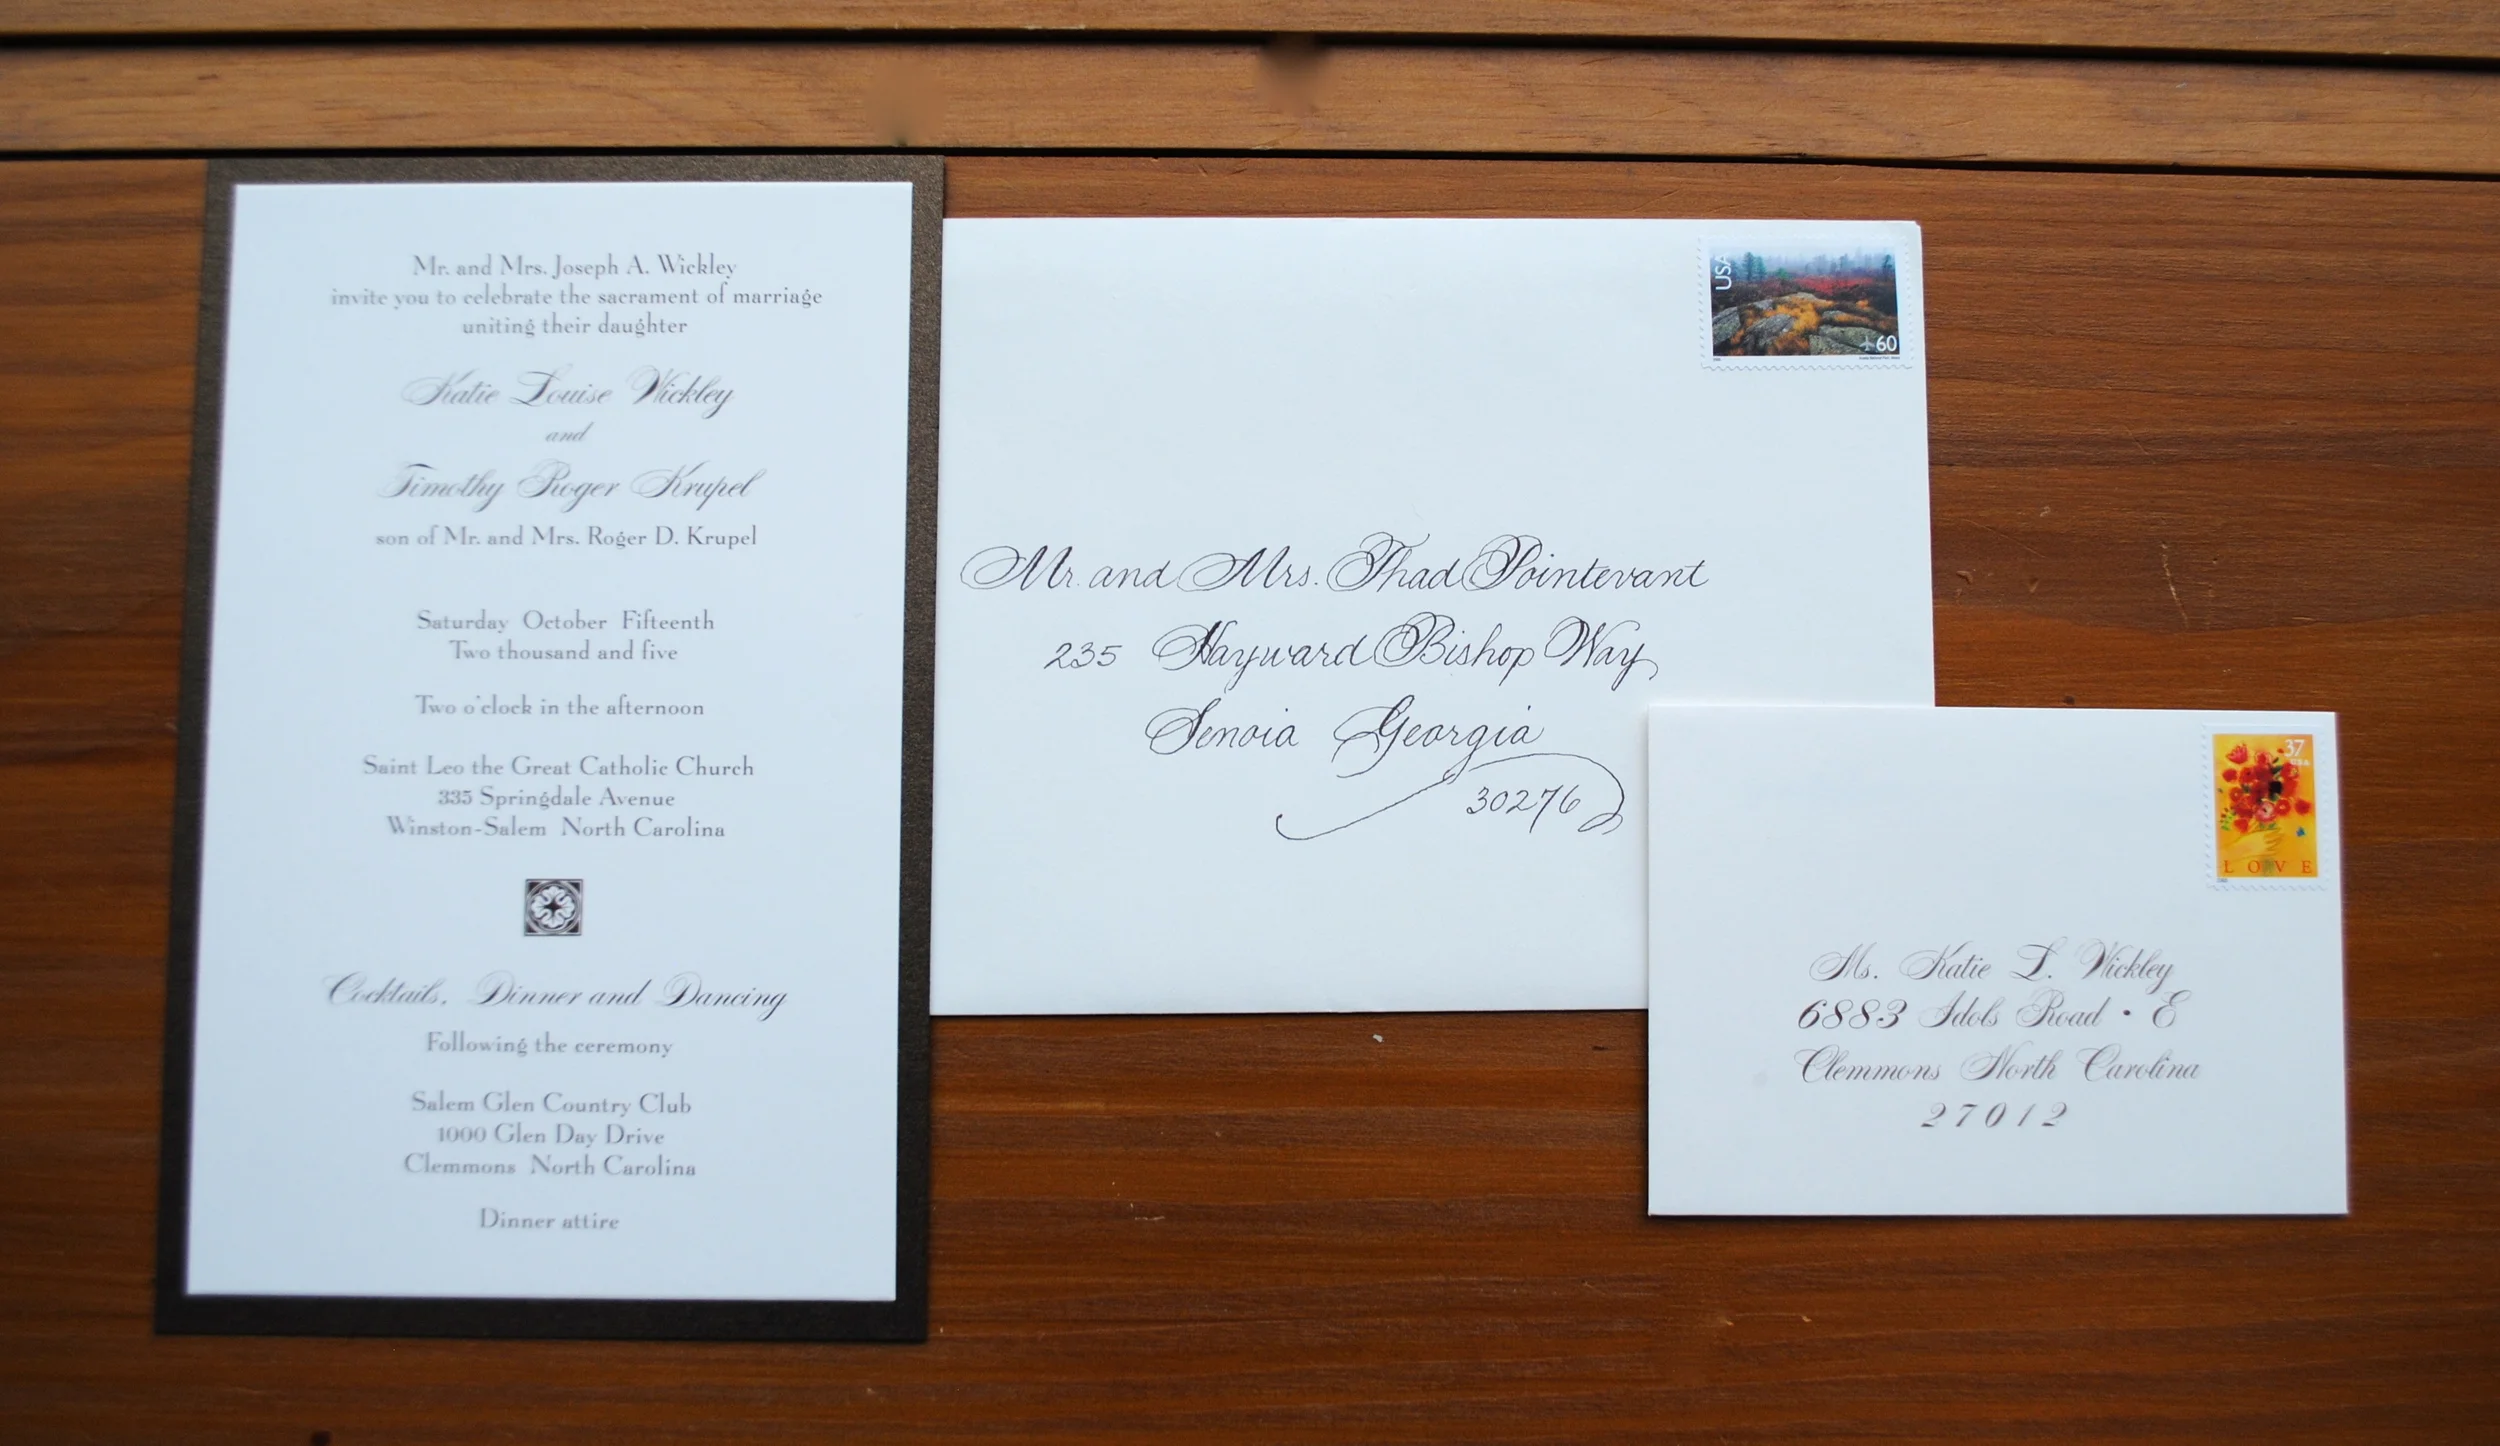 Mr. and Mrs. Joseph A. Wickley
invite you to celebrate the sacrament of marriage
uniting their daughter
Katie Louise Wickley
and
Timothy Roger Krupel
son of Mr. and Mrs. Roger D. Krupel
Saturday October Fifteenth
Two thousand and five
Two o'clock in the afternoon
Saint Leo the Great Catholic Church
335 Springdale Avenue
Winston-Salem North Carolina
Cocktails, Dinner and Dancing
Following the ceremony
Salem Glen Country Club
1000 Glen Day Drive
Clemmons North Carolina
Dinner attire
USA
60
Mr. and Mrs. Thad Pointevant
235 Hayward Bishop Way
Senoia Georgia
30276
37
USA
LOVE
Ms. Katie L. Wickley
6883 Idols Road • E
Clemmons North Carolina
27012